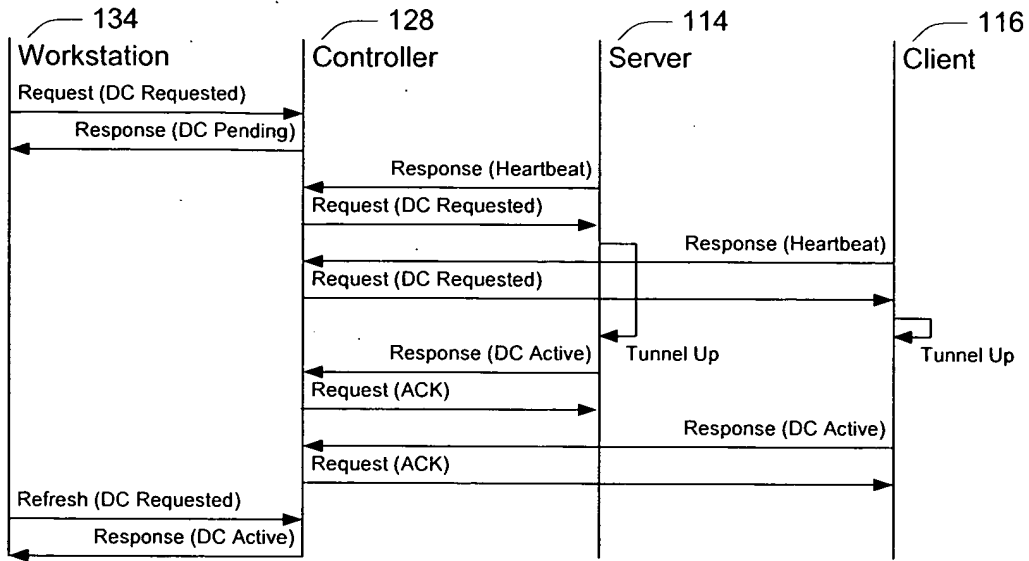 134
128
114
116
Workstation
Controller
Server
Client
Request (DC Requested)
Response (DC Pending)
Response (Heartbeat)
Request (DC Requested)
Response (Heartbeat)
Request (DC Requested)
Tunnel Up
Tunnel Up
Response (DC Active)
Request (ACK)
Response (DC Active)
Request (ACK)
Refresh (DC Requested)
Response (DC Active)